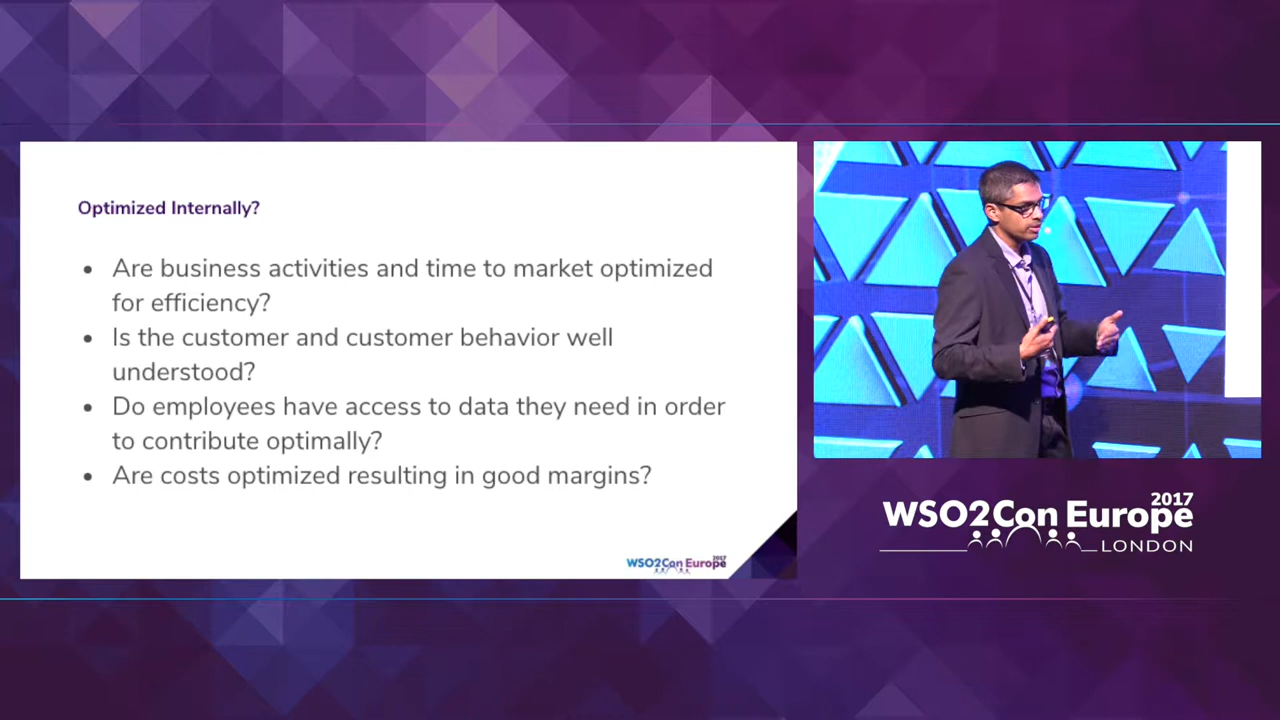 Optimized Internally?
• Are business activities and time to market optimized
for efficiency?
• Is the customer and customer behavior well
understood?
• Do employees have access to data they need in order
to contribute optimally?
• Are costs optimized resulting in good margins?
WSO2Con Europe 2017
WSO2Con Europe 2017
LONDON